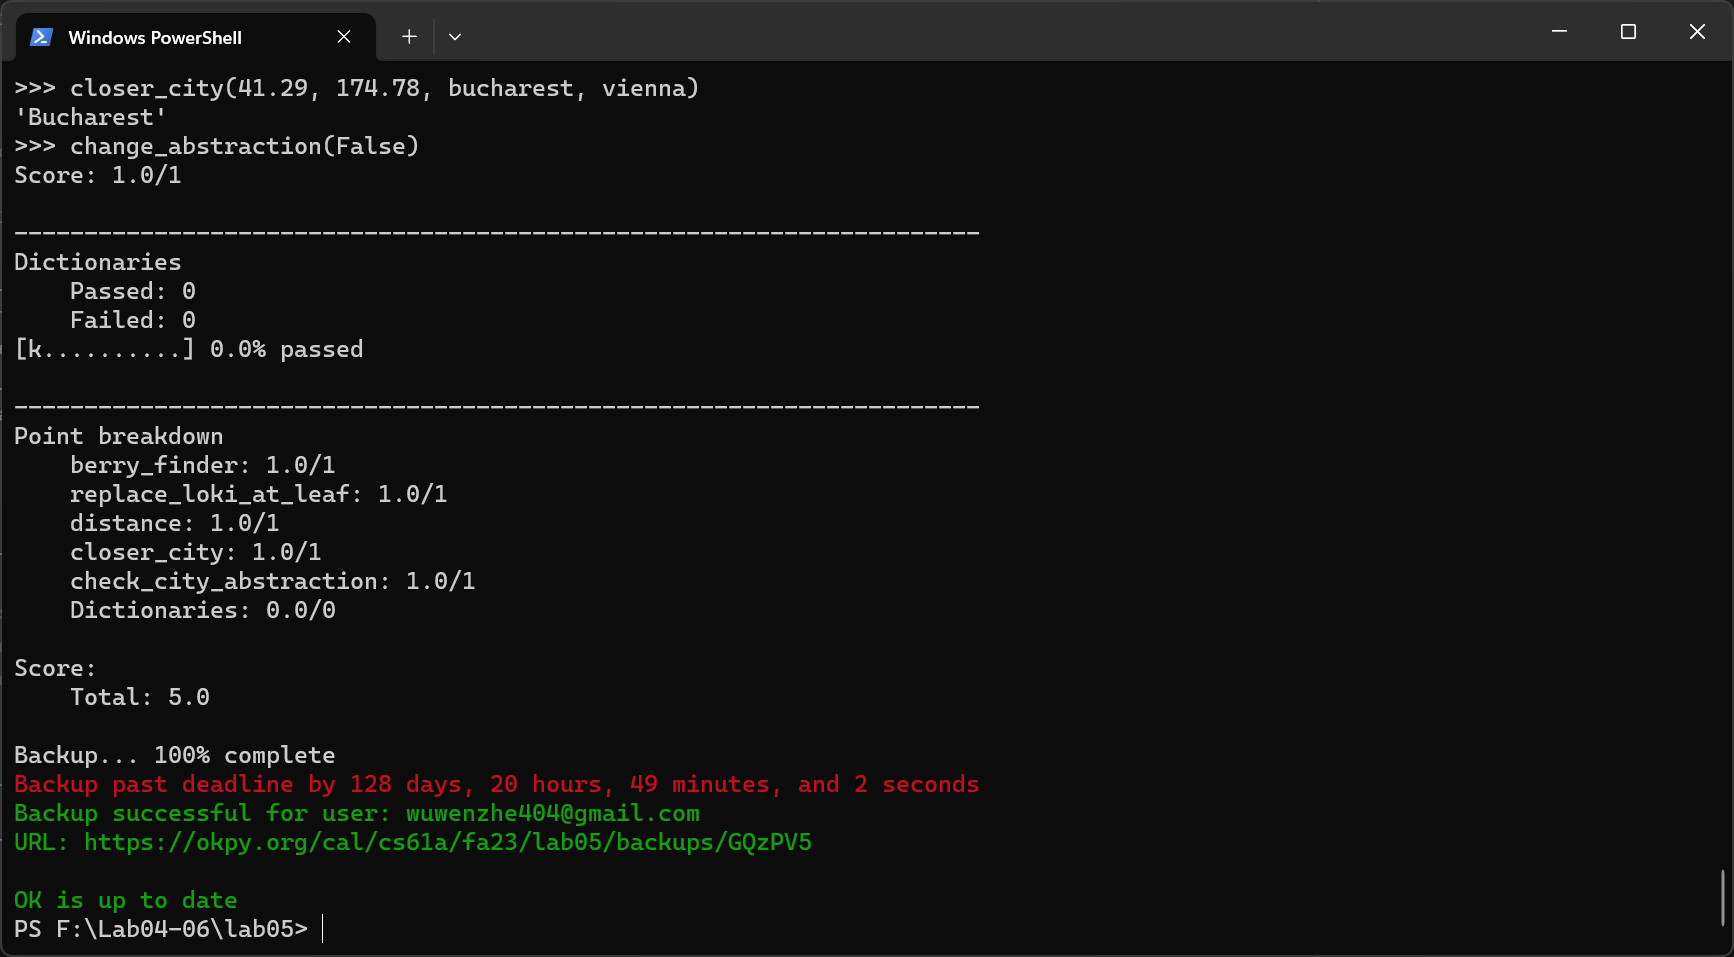 Windows PowerShell
>>> closer_city(41.29, 174.78, bucharest, vienna)
'Bucharest'
>>> change_abstraction(False)
Score: 1.0/1
---------------------------------------------------------------------
Dictionaries
    Passed: 0
    Failed: 0
[k..........] 0.0% passed
---------------------------------------------------------------------
Point breakdown
    berry_finder: 1.0/1
    replace_loki_at_leaf: 1.0/1
    distance: 1.0/1
    closer_city: 1.0/1
    check_city_abstraction: 1.0/1
    Dictionaries: 0.0/0
Score:
    Total: 5.0
Backup... 100% complete
Backup past deadline by 128 days, 20 hours, 49 minutes, and 2 seconds
Backup successful for user: wuwenzhe404@gmail.com
URL: https://okpy.org/cal/cs61a/fa23/lab05/backups/GQzPV5
OK is up to date
PS F:\Lab04-06\lab05>